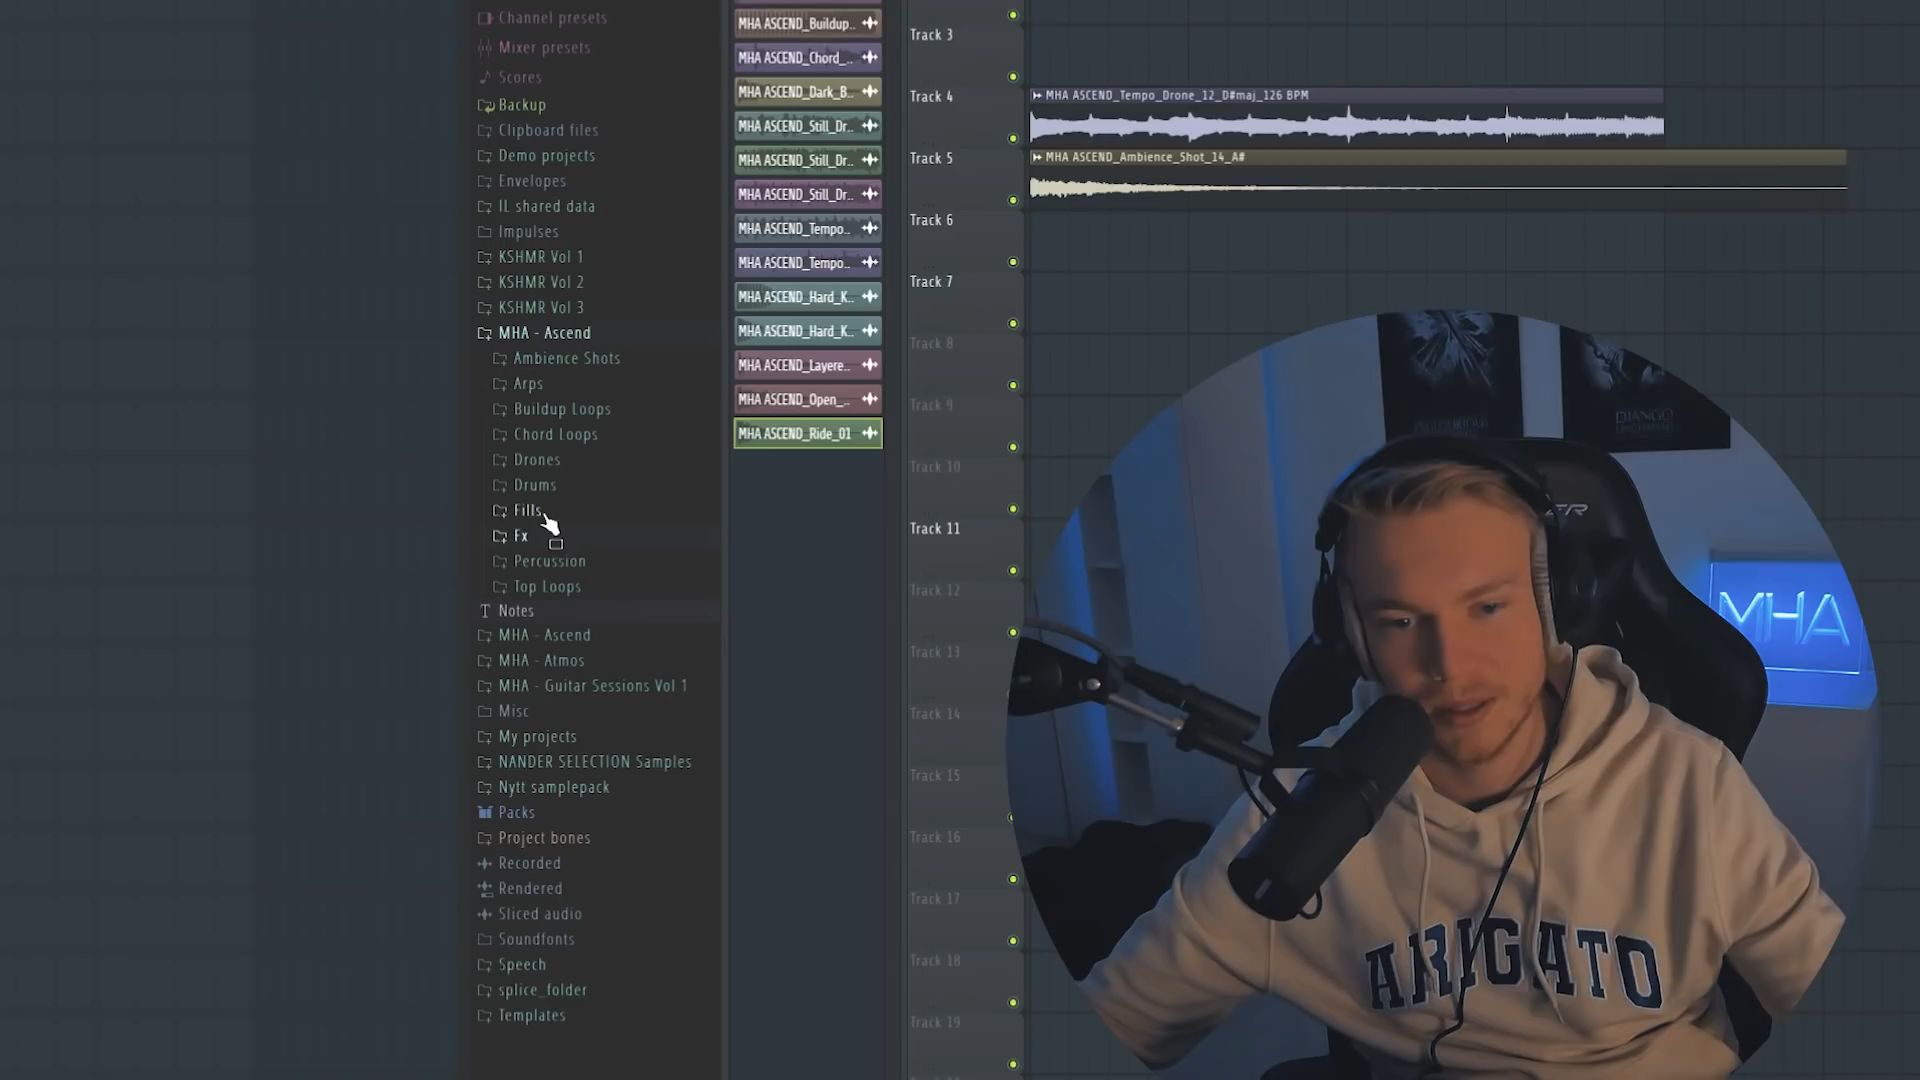 Channel presets
Mixer presets
Scores
Backup
Clipboard files
Demo projects
Envelopes
IL shared data
Impulses
KSHMR Vol 1
KSHMR Vol 2
KSHMR Vol 3
MHA - Ascend
Ambience Shots
Arps
Buildup Loops
Chord Loops
Drones
Drums
Fills
Fx
Percussion
Top Loops
Notes
MHA - Ascend
MHA - Atmos
MHA - Guitar Sessions Vol 1
Misc
My projects
NANDER SELECTION Samples
Nytt samplepack
Packs
Project bones
Recorded
Rendered
Sliced audio
Soundfonts
Speech
splice_folder
Templates
MHA ASCEND_Buildup..
MHA ASCEND_Chord_..
MHA ASCEND_Dark_B..
MHA ASCEND_Still_Dr..
MHA ASCEND_Still_Dr..
MHA ASCEND_Still_Dr..
MHA ASCEND_Tempo..
MHA ASCEND_Tempo..
MHA ASCEND_Hard_K..
MHA ASCEND_Hard_K..
MHA ASCEND_Layere..
MHA ASCEND_Open_..
MHA ASCEND_Ride_01
Track 3
Track 4
Track 5
Track 6
Track 7
Track 8
Track 9
Track 10
Track 11
Track 12
Track 13
Track 14
Track 15
Track 16
Track 17
Track 18
Track 19
MHA ASCEND_Tempo_Drone_12_D#maj_126 BPM
MHA ASCEND_Ambience_Shot_14_A#
DJANGO
MHA
ARIGATO